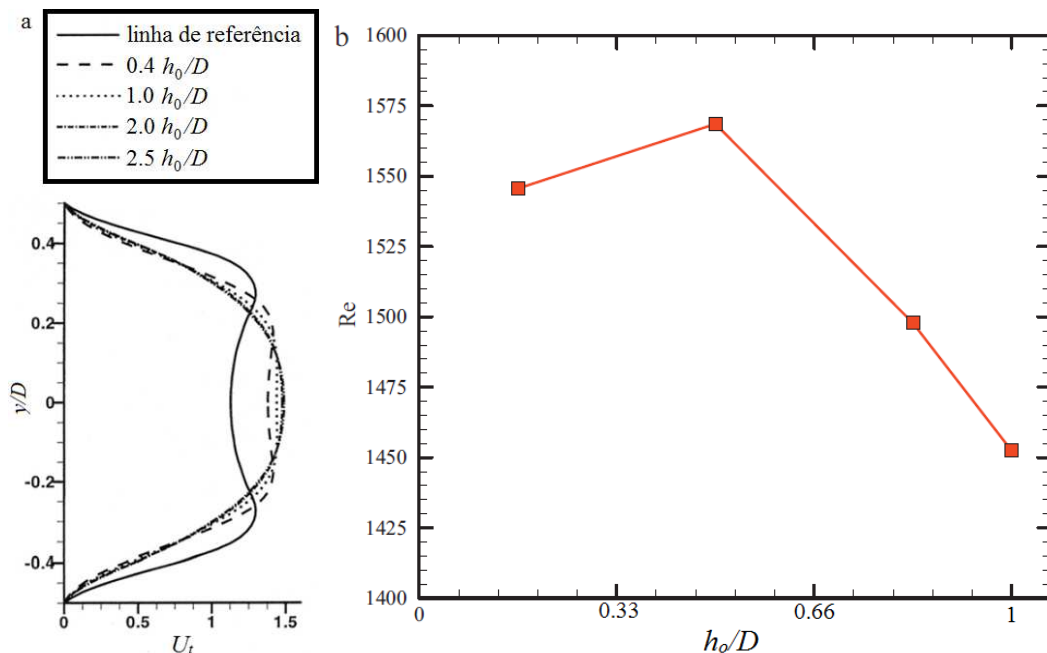 a
linha de referência
0.4 h₀/D
1.0 h₀/D
2.0 h₀/D
2.5 h₀/D
0.4
0.2
0
-0.2
-0.4
y/D
0 0.5 1 1.5
Uₜ
b
1600
1575
1550
1525
1500
1475
1450
1425
1400
Re
0 0.33 0.66 1
hₒ/D